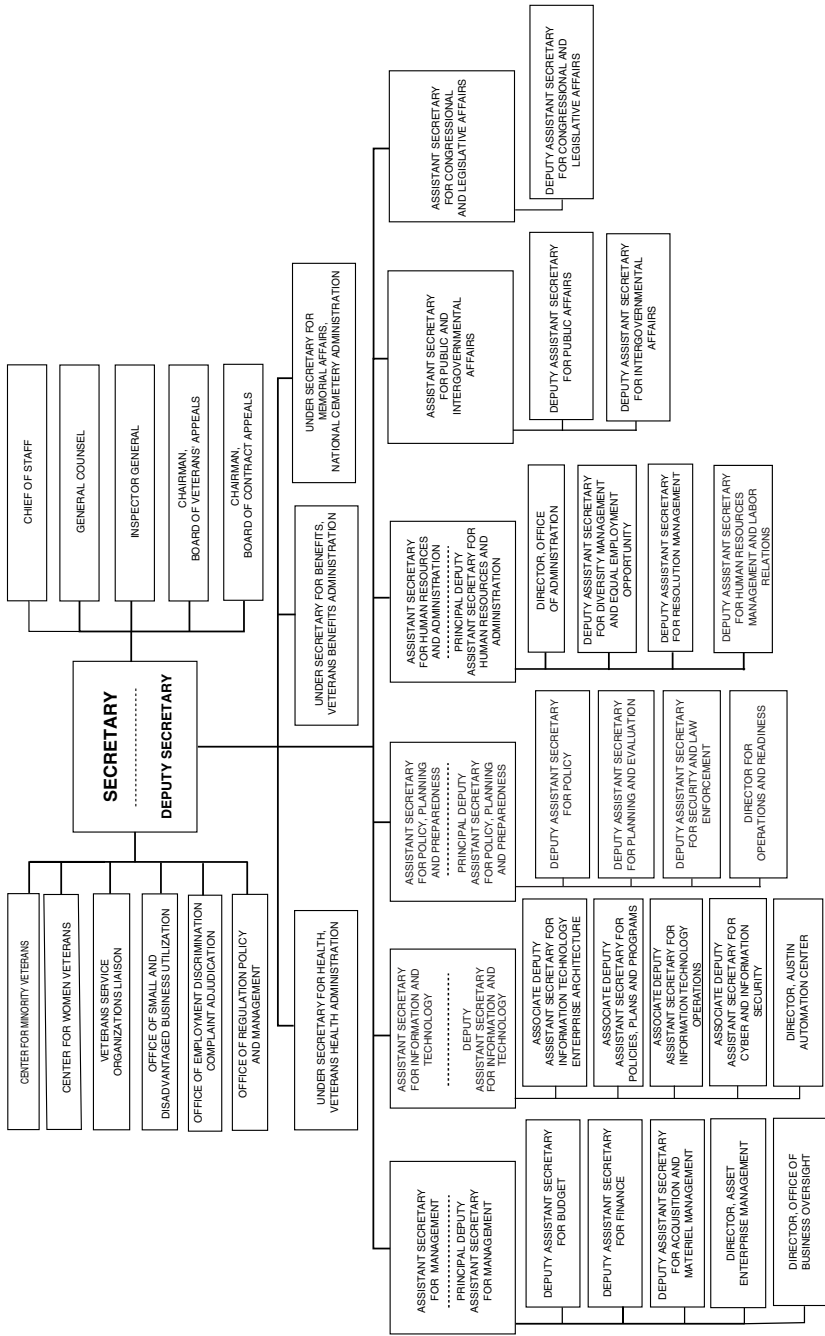 SECRETARY
DEPUTY SECRETARY
CENTER FOR MINORITY VETERANS
CENTER FOR WOMEN VETERANS
VETERANS SERVICE
ORGANIZATIONS LIAISON
OFFICE OF SMALL AND
DISADVANTAGED BUSINESS UTILIZATION
OFFICE OF EMPLOYMENT DISCRIMINATION
COMPLAINT ADJUDICATION
OFFICE OF REGULATION POLICY
AND MANAGEMENT
CHIEF OF STAFF
GENERAL COUNSEL
INSPECTOR GENERAL
CHAIRMAN,
BOARD OF VETERANS' APPEALS
CHAIRMAN,
BOARD OF CONTRACT APPEALS
UNDER SECRETARY FOR HEALTH,
VETERANS HEALTH ADMINISTRATION
UNDER SECRETARY FOR BENEFITS,
VETERANS BENEFITS ADMINISTRATION
UNDER SECRETARY FOR
MEMORIAL AFFAIRS,
NATIONAL CEMETERY ADMINISTRATION
ASSISTANT SECRETARY
FOR MANAGEMENT
PRINCIPAL DEPUTY
ASSISTANT SECRETARY
FOR MANAGEMENT
DEPUTY ASSISTANT SECRETARY
FOR BUDGET
DEPUTY ASSISTANT SECRETARY
FOR FINANCE
DEPUTY ASSISTANT SECRETARY
FOR ACQUISITION AND
MATERIEL MANAGEMENT
DIRECTOR, ASSET
ENTERPRISE MANAGEMENT
DIRECTOR, OFFICE OF
BUSINESS OVERSIGHT
ASSISTANT SECRETARY
FOR INFORMATION AND
TECHNOLOGY
DEPUTY
ASSISTANT SECRETARY
FOR INFORMATION AND
TECHNOLOGY
ASSOCIATE DEPUTY
ASSISTANT SECRETARY FOR
INFORMATION TECHNOLOGY
ENTERPRISE ARCHITECTURE
ASSOCIATE DEPUTY
ASSISTANT SECRETARY FOR
POLICIES, PLANS AND PROGRAMS
ASSOCIATE DEPUTY
ASSISTANT SECRETARY FOR
INFORMATION TECHNOLOGY
OPERATIONS
ASSOCIATE DEPUTY
ASSISTANT SECRETARY FOR
CYBER AND INFORMATION
SECURITY
DIRECTOR, AUSTIN
AUTOMATION CENTER
ASSISTANT SECRETARY
FOR POLICY, PLANNING
AND PREPAREDNESS
PRINCIPAL DEPUTY
ASSISTANT SECRETARY
FOR POLICY, PLANNING
AND PREPAREDNESS
DEPUTY ASSISTANT SECRETARY
FOR POLICY
DEPUTY ASSISTANT SECRETARY
FOR PLANNING AND EVALUATION
DEPUTY ASSISTANT SECRETARY
FOR SECURITY AND LAW
ENFORCEMENT
DIRECTOR FOR
OPERATIONS AND READINESS
ASSISTANT SECRETARY
FOR HUMAN RESOURCES
AND ADMINISTRATION
PRINCIPAL DEPUTY
ASSISTANT SECRETARY FOR
HUMAN RESOURCES AND
ADMINISTRATION
DIRECTOR, OFFICE
OF ADMINISTRATION
DEPUTY ASSISTANT SECRETARY
FOR DIVERSITY MANAGEMENT
AND EQUAL EMPLOYMENT
OPPORTUNITY
DEPUTY ASSISTANT SECRETARY
FOR RESOLUTION MANAGEMENT
DEPUTY ASSISTANT SECRETARY
FOR HUMAN RESOURCES
MANAGEMENT AND LABOR
RELATIONS
ASSISTANT SECRETARY
FOR PUBLIC AND
INTERGOVERNMENTAL
AFFAIRS
DEPUTY ASSISTANT SECRETARY
FOR PUBLIC AFFAIRS
DEPUTY ASSISTANT SECRETARY
FOR INTERGOVERNMENTAL
AFFAIRS
ASSISTANT SECRETARY
FOR CONGRESSIONAL
AND LEGISLATIVE AFFAIRS
DEPUTY ASSISTANT SECRETARY
FOR CONGRESSIONAL AND
LEGISLATIVE AFFAIRS